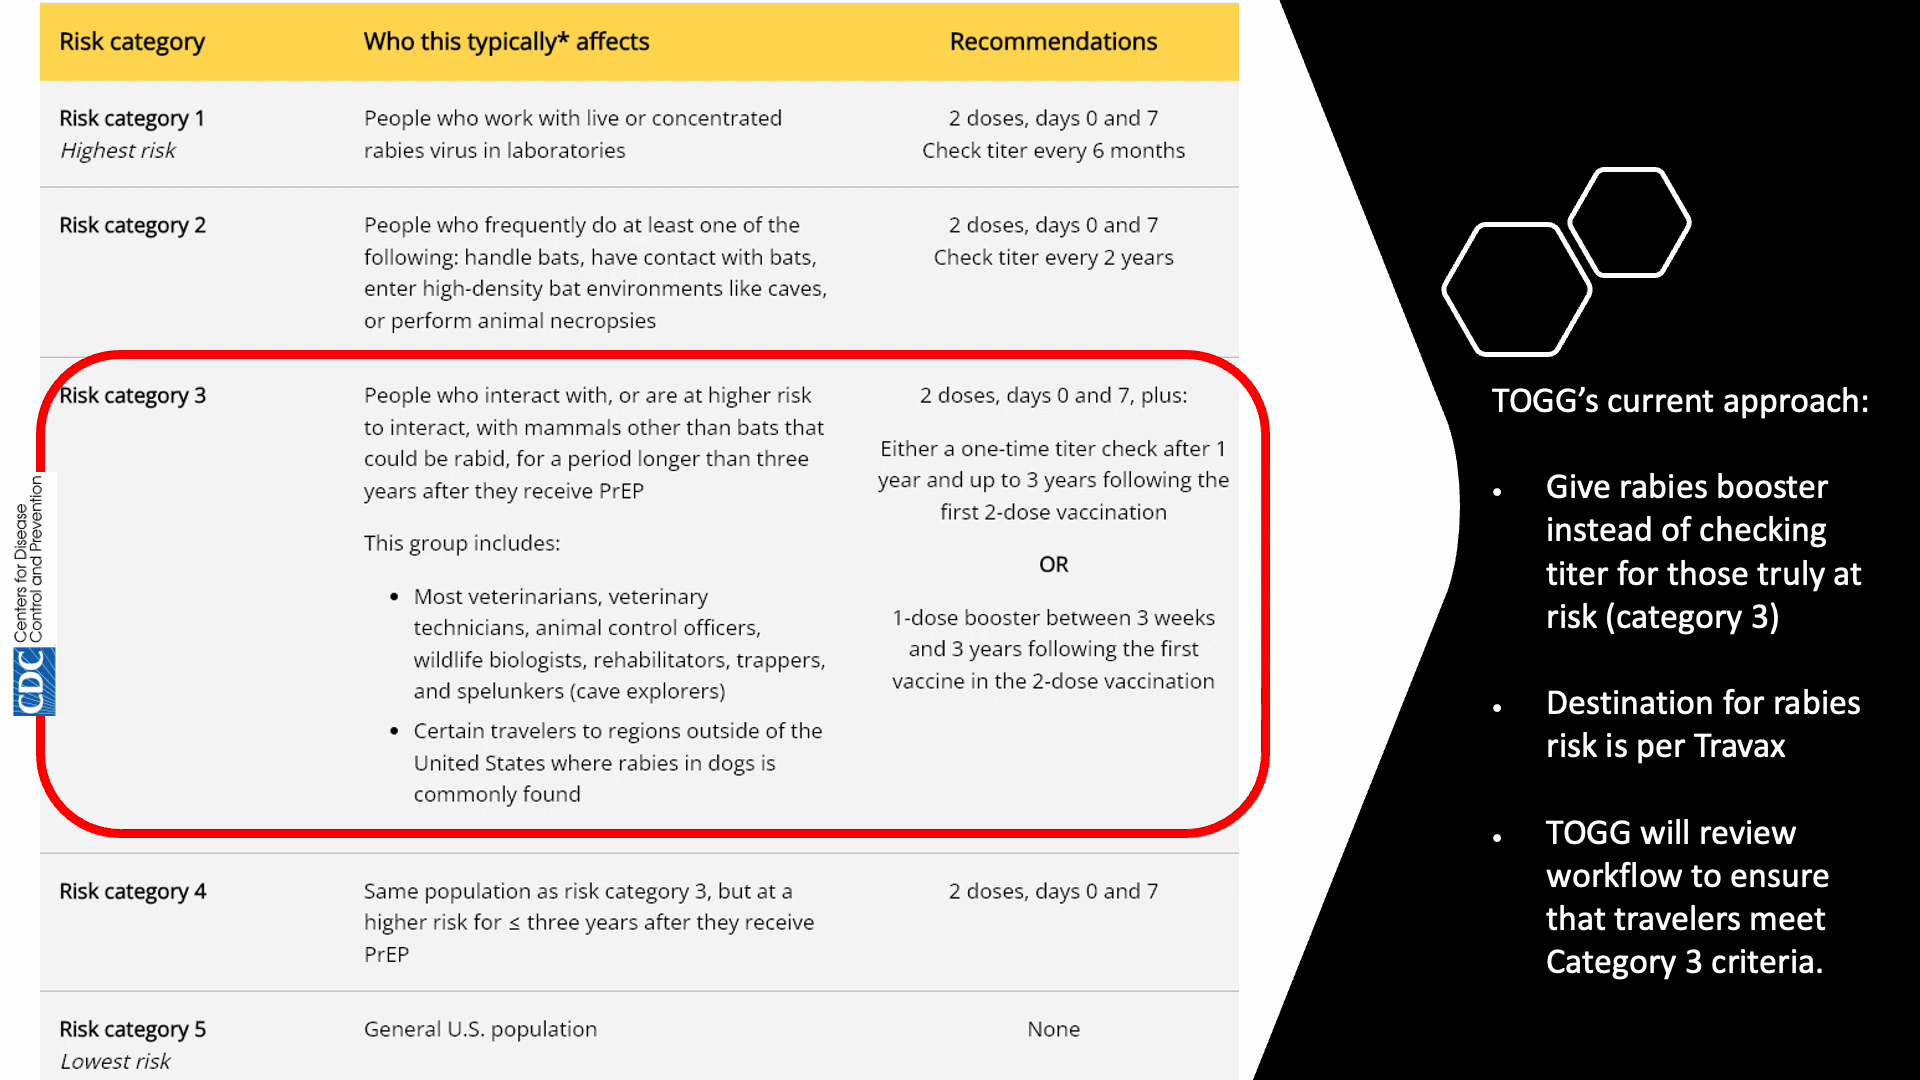 Risk category Who this typically* affects Recommendations
Risk category 1
Highest risk
People who work with live or concentrated
rabies virus in laboratories
2 doses, days 0 and 7
Check titer every 6 months
Risk category 2
People who frequently do at least one of the
following: handle bats, have contact with bats,
enter high-density bat environments like caves,
or perform animal necropsies
2 doses, days 0 and 7
Check titer every 2 years
Risk category 3
People who interact with, or are at higher risk
to interact, with mammals other than bats that
could be rabid, for a period longer than three
years after they receive PrEP
This group includes:
• Most veterinarians, veterinary
technicians, animal control officers,
wildlife biologists, rehabilitators, trappers,
and spelunkers (cave explorers)
• Certain travelers to regions outside of the
United States where rabies in dogs is
commonly found
2 doses, days 0 and 7, plus:
Either a one-time titer check after 1
year and up to 3 years following the
first 2-dose vaccination
OR
1-dose booster between 3 weeks
and 3 years following the first
vaccine in the 2-dose vaccination
Risk category 4
Same population as risk category 3, but at a
higher risk for ≤ three years after they receive
PrEP
2 doses, days 0 and 7
Risk category 5
Lowest risk
General U.S. population
None
CDC
Centers for Disease
Control and Prevention
TOGG’s current approach:
• Give rabies booster
instead of checking
titer for those truly at
risk (category 3)
• Destination for rabies
risk is per Travax
• TOGG will review
workflow to ensure
that travelers meet
Category 3 criteria.